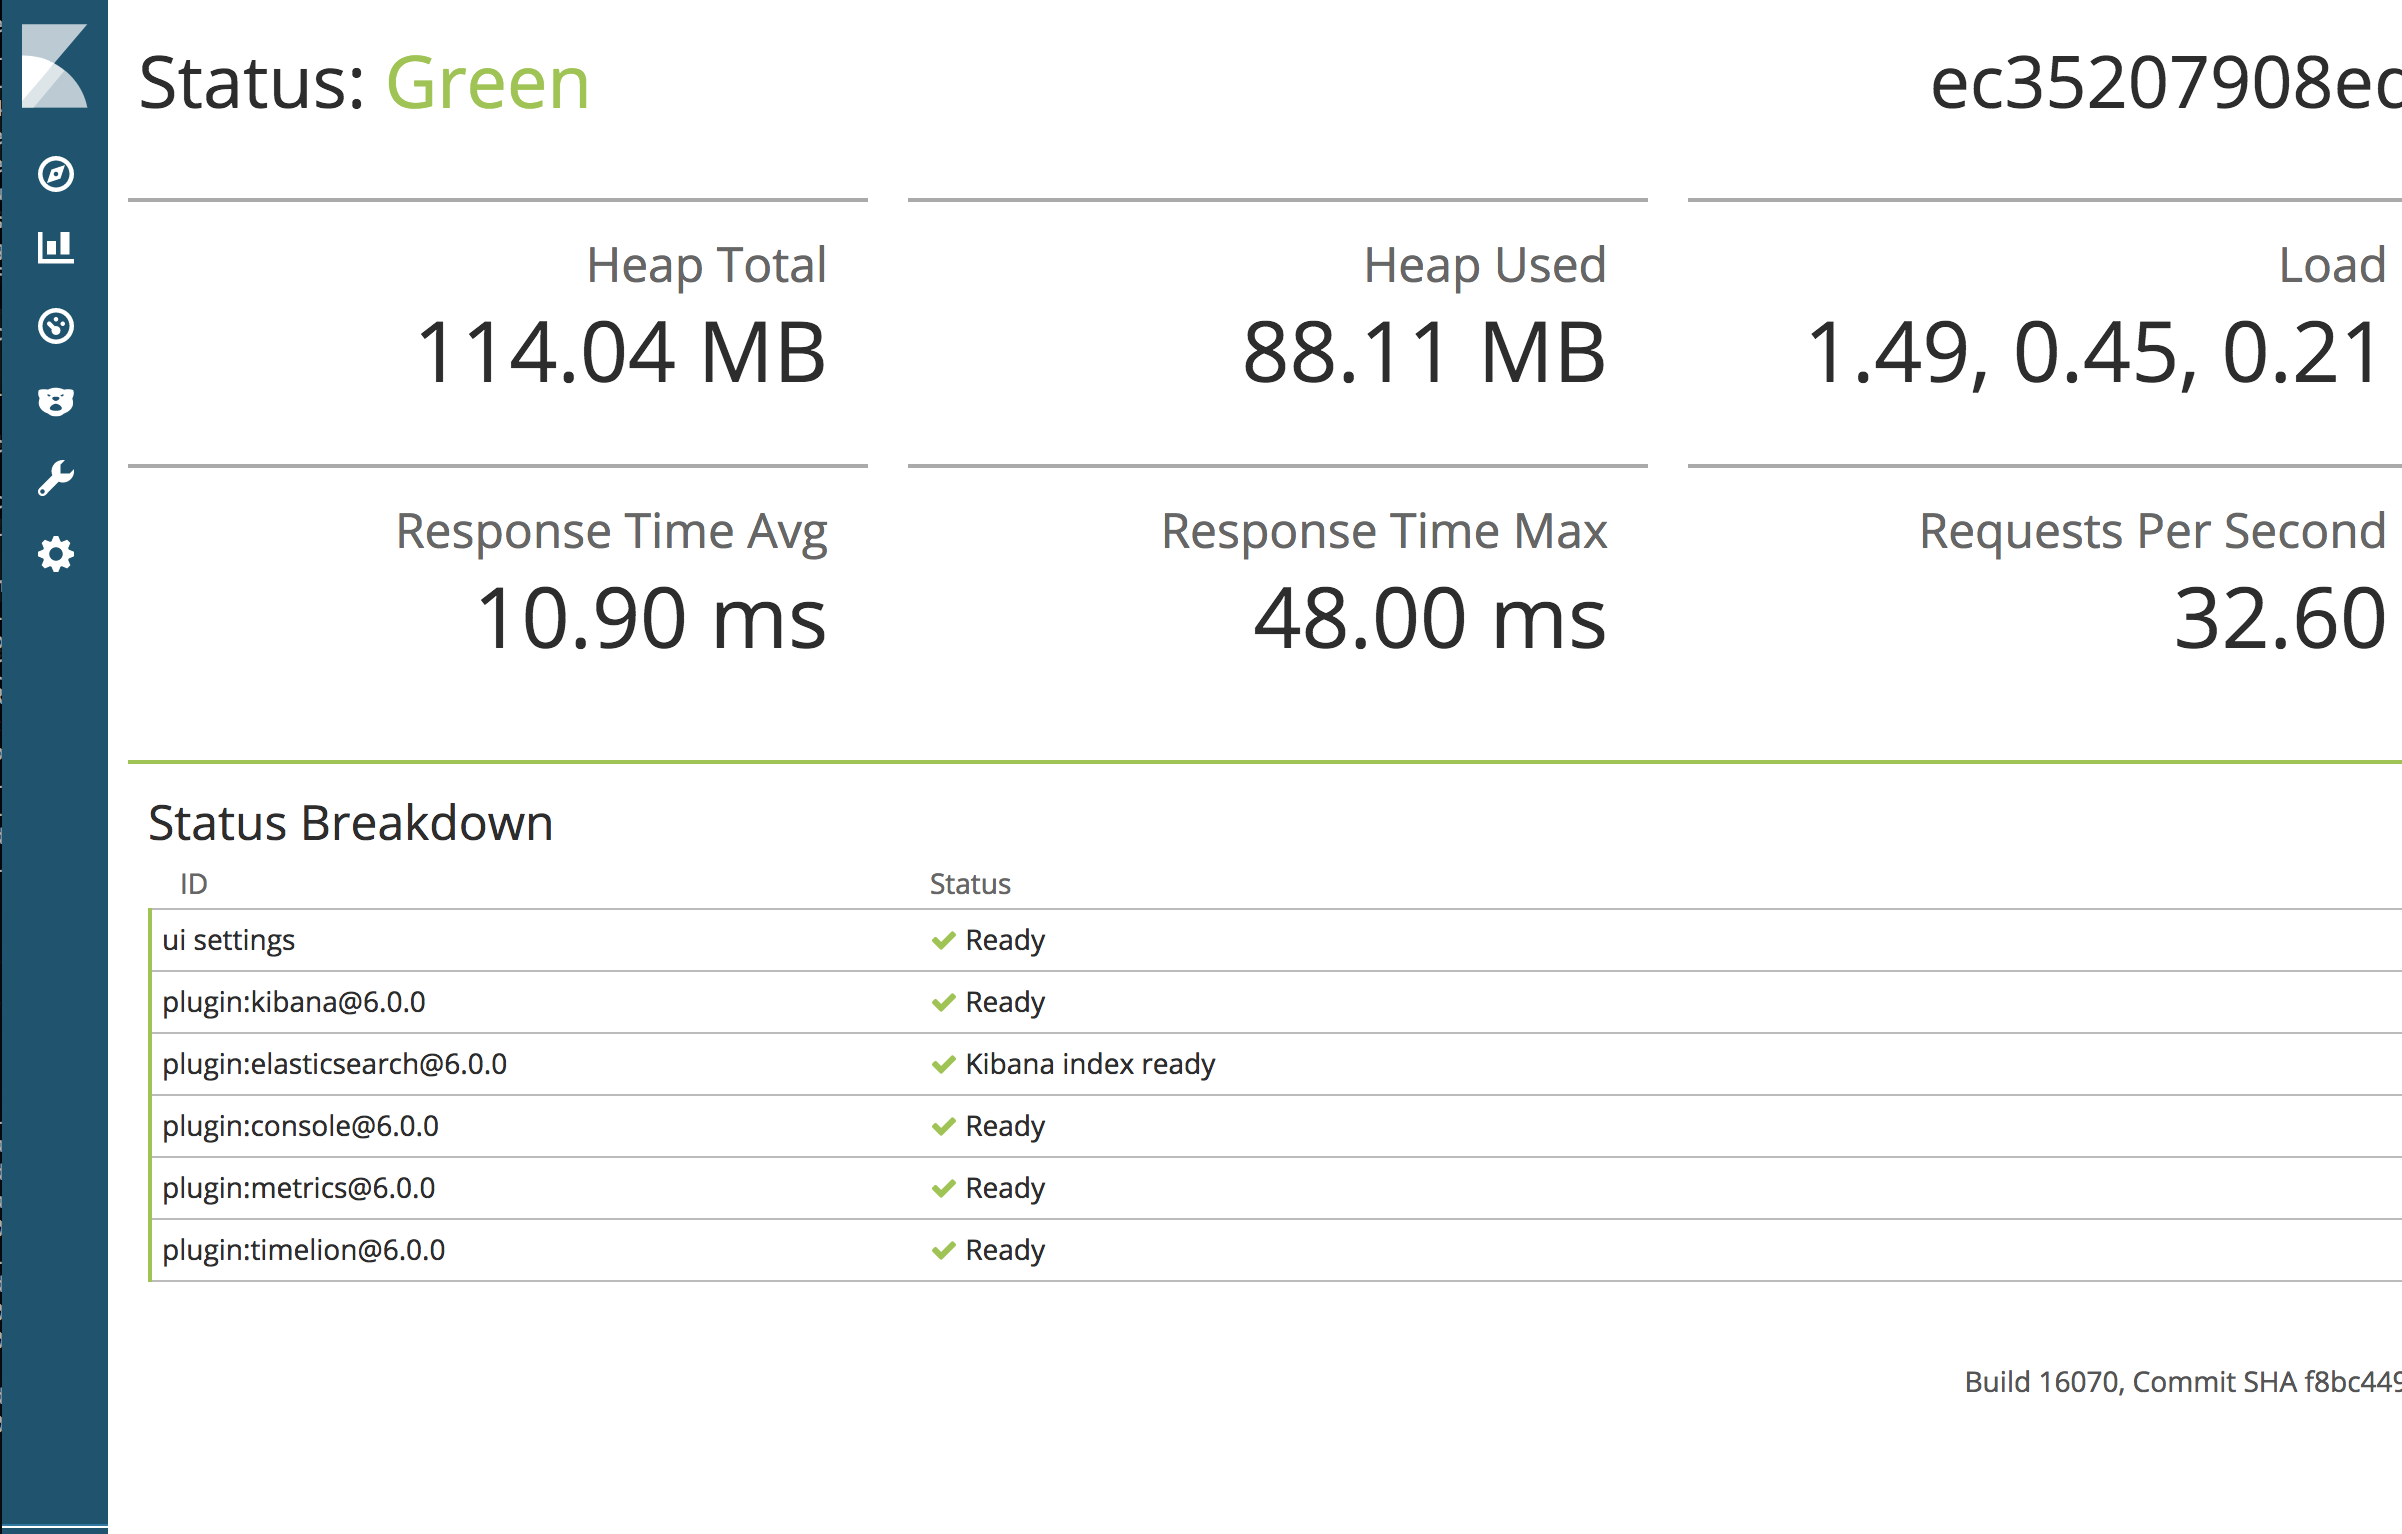 Status: Green
ec35207908ec
Heap Total
114.04 MB
Heap Used
88.11 MB
Load
1.49, 0.45, 0.21
Response Time Avg
10.90 ms
Response Time Max
48.00 ms
Requests Per Second
32.60
Status Breakdown
ID Status
ui settings Ready
plugin:kibana@6.0.0 Ready
plugin:elasticsearch@6.0.0 Kibana index ready
plugin:console@6.0.0 Ready
plugin:metrics@6.0.0 Ready
plugin:timelion@6.0.0 Ready
Build 16070, Commit SHA f8bc449